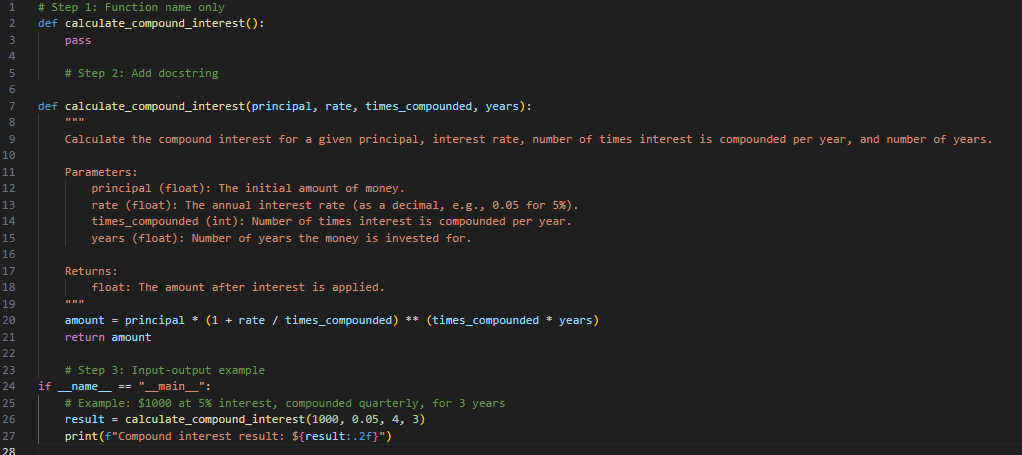 1 # Step 1: Function name only
2 def calculate_compound_interest():
3     pass
4
5     # Step 2: Add docstring
6
7 def calculate_compound_interest(principal, rate, times_compounded, years):
8     """
9     Calculate the compound interest for a given principal, interest rate, number of times interest is compounded per year, and number of years.
10
11     Parameters:
12         principal (float): The initial amount of money.
13         rate (float): The annual interest rate (as a decimal, e.g., 0.05 for 5%).
14         times_compounded (int): Number of times interest is compounded per year.
15         years (float): Number of years the money is invested for.
16
17     Returns:
18         float: The amount after interest is applied.
19     """
20     amount = principal * (1 + rate / times_compounded) ** (times_compounded * years)
21     return amount
22
23     # Step 3: Input-output example
24 if __name__ == "__main__":
25     # Example: $1000 at 5% interest, compounded quarterly, for 3 years
26     result = calculate_compound_interest(1000, 0.05, 4, 3)
27     print(f"Compound interest result: ${result:.2f}")
28